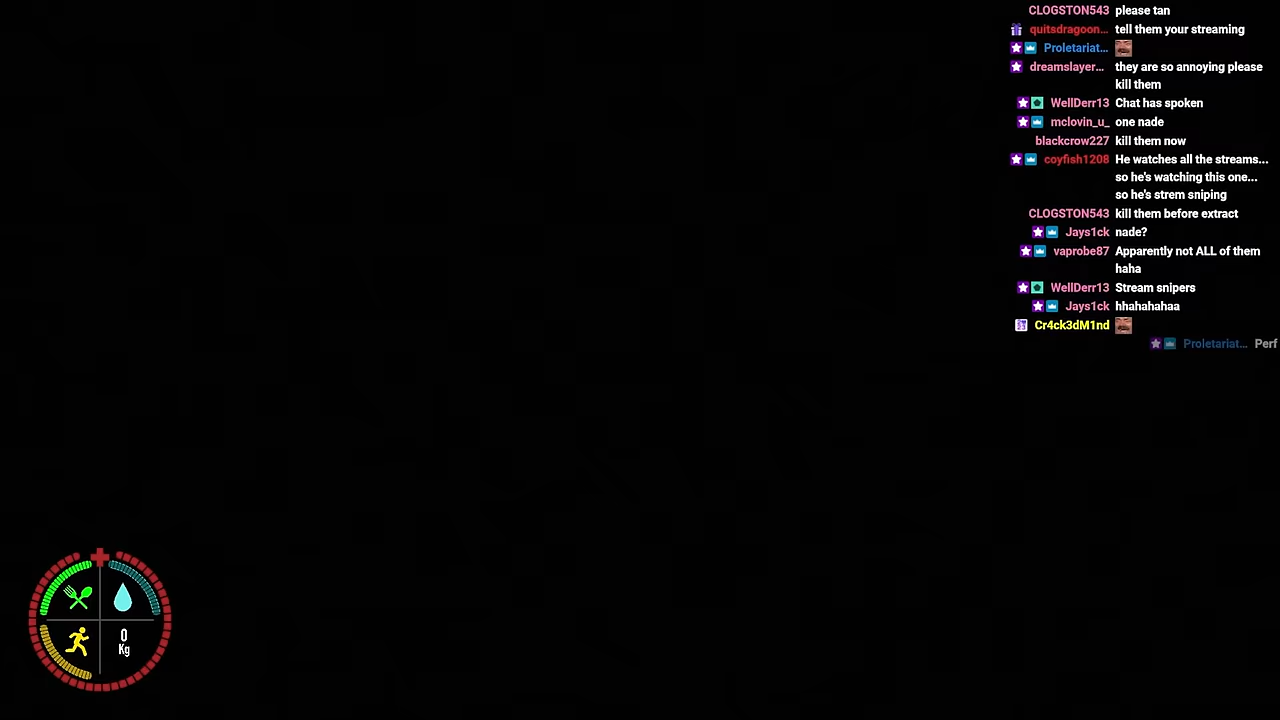 CLOGSTON543 please tan
quitsdragoon... tell them your streaming
Proletariat...
dreamslayer... they are so annoying please
kill them
WellDerr13 Chat has spoken
mclovin_u_ one nade
blackcrow227 kill them now
coyfish1208 He watches all the streams...
so he's watching this one...
so he's strem sniping
CLOGSTON543 kill them before extract
Jays1ck nade?
vaprobe87 Apparently not ALL of them
haha
WellDerr13 Stream snipers
Jays1ck hhahahahaa
Cr4ck3dM1nd
Proletariat... Perf
0
Kg